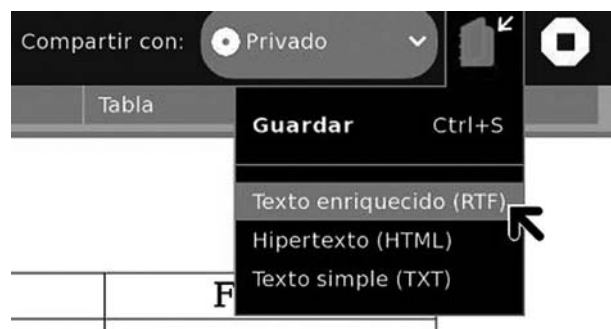 Compartir con: Privado
Tabla
Guardar Ctrl+S
Texto enriquecido (RTF)
Hipertexto (HTML)
Texto simple (TXT)
F